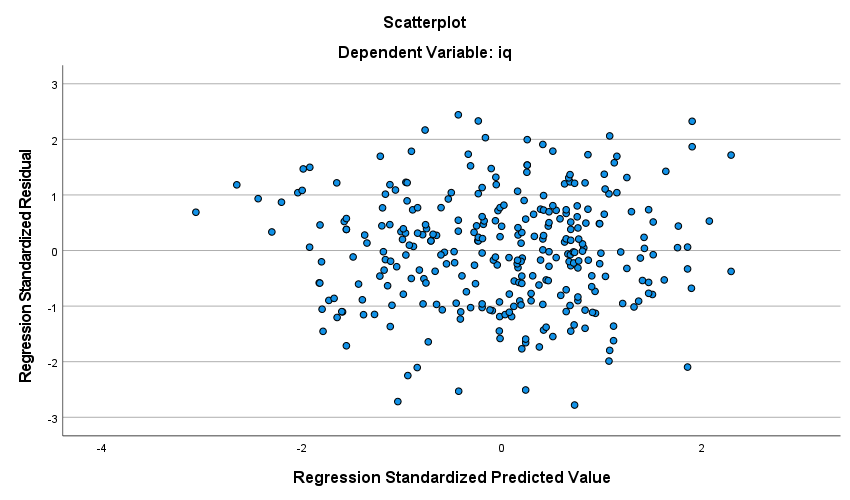 Scatterplot
Dependent Variable: iq
Regression Standardized Residual
3
2
1
0
-1
-2
-3
-4
-2
0
2
Regression Standardized Predicted Value